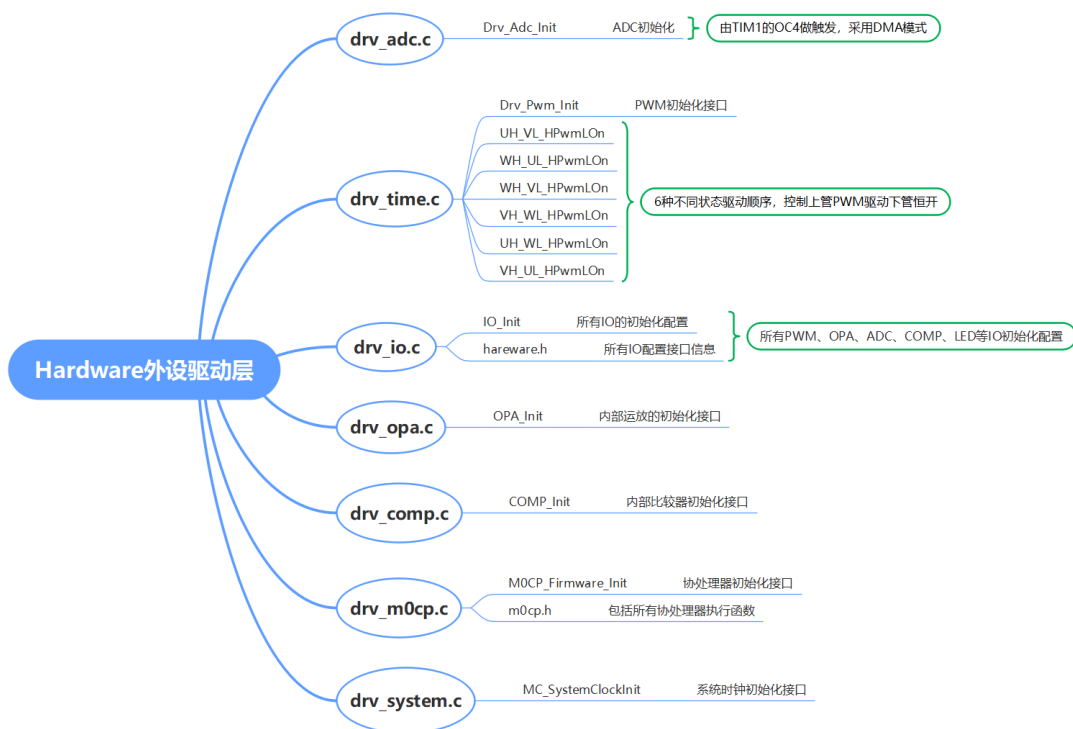 Hardware外设驱动层
drv_adc.c
Drv_Adc_Init
ADC初始化
由TIM1的OC4做触发，采用DMA模式
drv_time.c
Drv_Pwm_Init
PWM初始化接口
UH_VL_HPwmLOn
WH_UL_HPwmLOn
WH_VL_HPwmLOn
VH_WL_HPwmLOn
UH_WL_HPwmLOn
VH_UL_HPwmLOn
6种不同状态驱动顺序，控制上管PWM驱动下管恒开
drv_io.c
IO_Init
所有IO的初始化配置
hareware.h
所有IO配置接口信息
所有PWM、OPA、ADC、COMP、LED等IO初始化配置
drv_opa.c
OPA_Init
内部运放的初始化接口
drv_comp.c
COMP_Init
内部比较器初始化接口
drv_m0cp.c
M0CP_Firmware_Init
协处理器初始化接口
m0cp.h
包括所有协处理器执行函数
drv_system.c
MC_SystemClockInit
系统时钟初始化接口